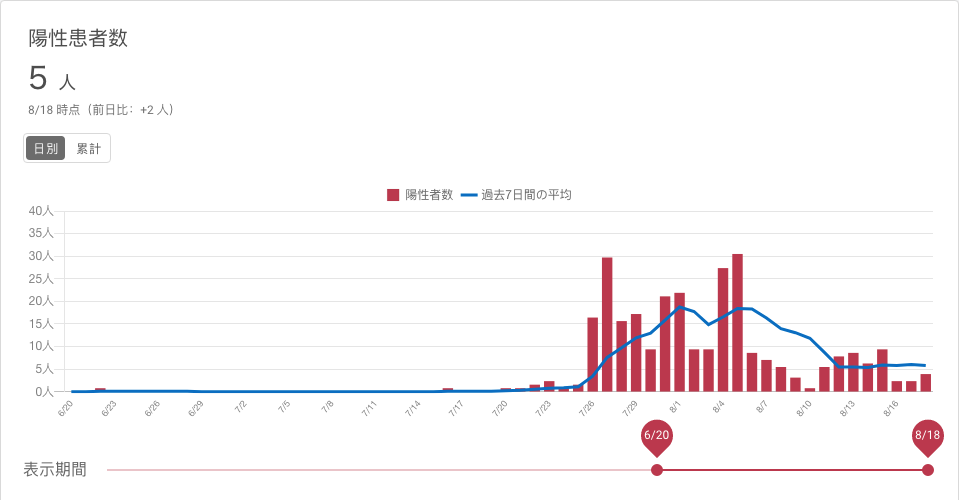 陽性患者数
5 人
8/18 時点（前日比：+2 人）
日別 累計
陽性者数 過去7日間の平均
40人
35人
30人
25人
20人
15人
10人
5人
0人
6/20 6/23 6/26 6/29 7/2 7/5 7/8 7/11 7/14 7/17 7/20 7/23 7/26 7/29 8/1 8/4 8/7 8/10 8/13 8/16
6/20 8/18
表示期間